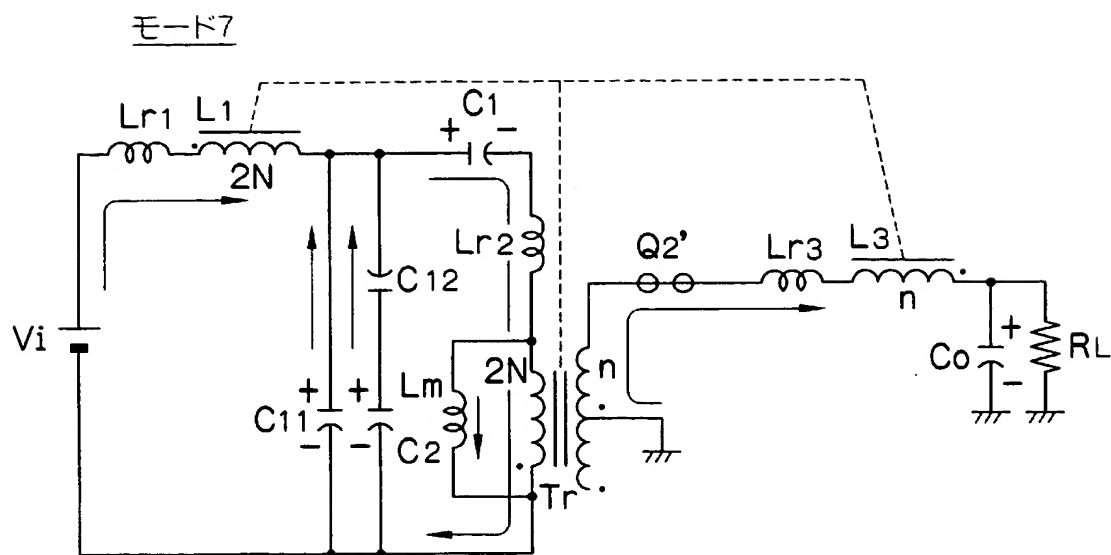 モード7
Lr1
L1
2N
C1
+
-
Lr2
C12
Q2'
Lr3
L3
n
Vi
+
-
C11
+
-
C2
Lm
2N
n
Tr
Co
+
-
RL